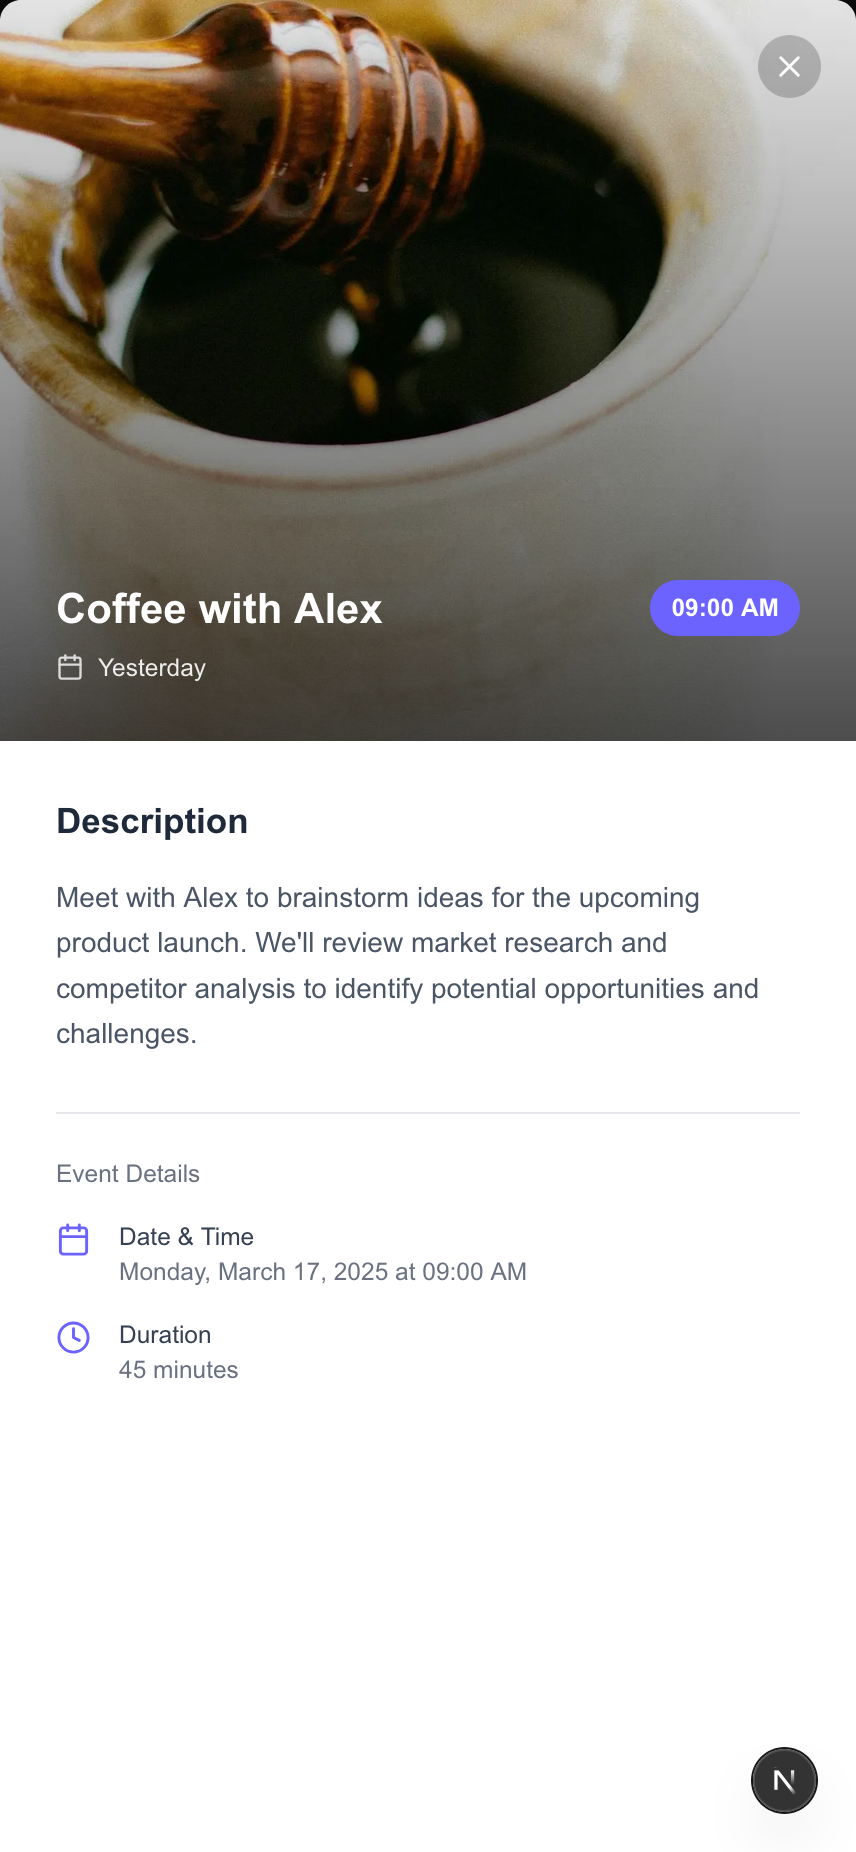 Coffee with Alex
09:00 AM
Yesterday
Description
Meet with Alex to brainstorm ideas for the upcoming
product launch. We'll review market research and
competitor analysis to identify potential opportunities and
challenges.
Event Details
Date & Time
Monday, March 17, 2025 at 09:00 AM
Duration
45 minutes
N